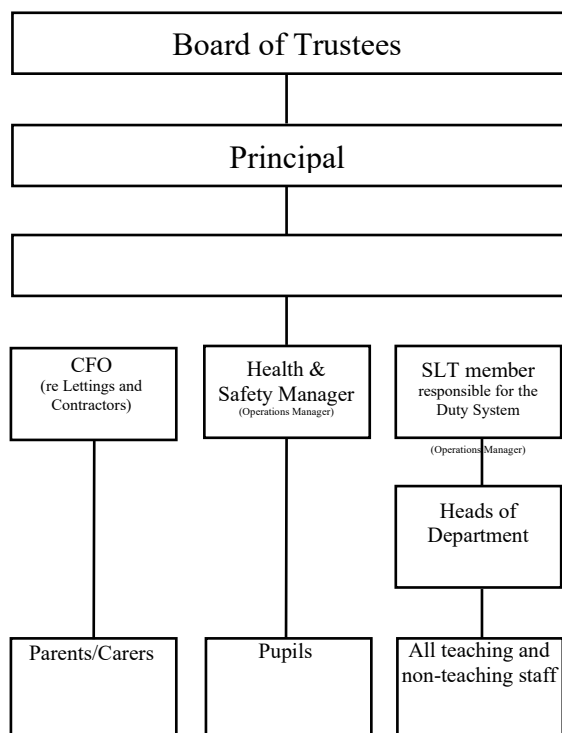 Board of Trustees
Principal
CFO
(re Lettings and
Contractors)
Health &
Safety Manager
(Operations Manager)
SLT member
responsible for the
Duty System
(Operations Manager)
Heads of
Department
Parents/Carers
Pupils
All teaching and
non-teaching staff